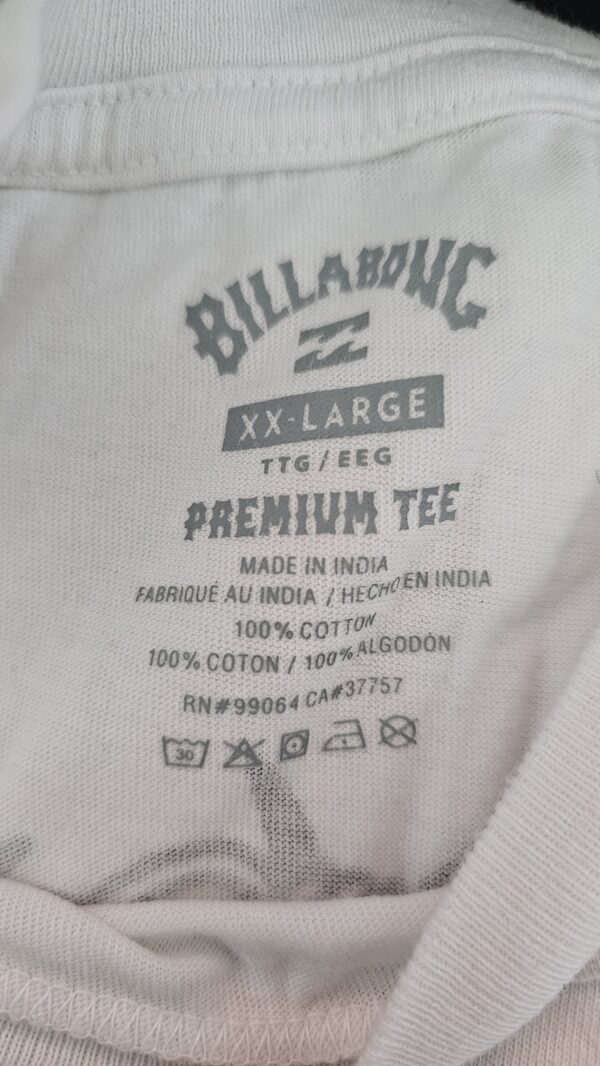 BILLABONG
XX-LARGE
TTG / EEG
PREMIUM TEE
MADE IN INDIA
FABRIQUÉ AU INDIA / HECHO EN INDIA
100% COTTON
100% COTON / 100% ALGODÓN
RN#99064 CA#37757
30